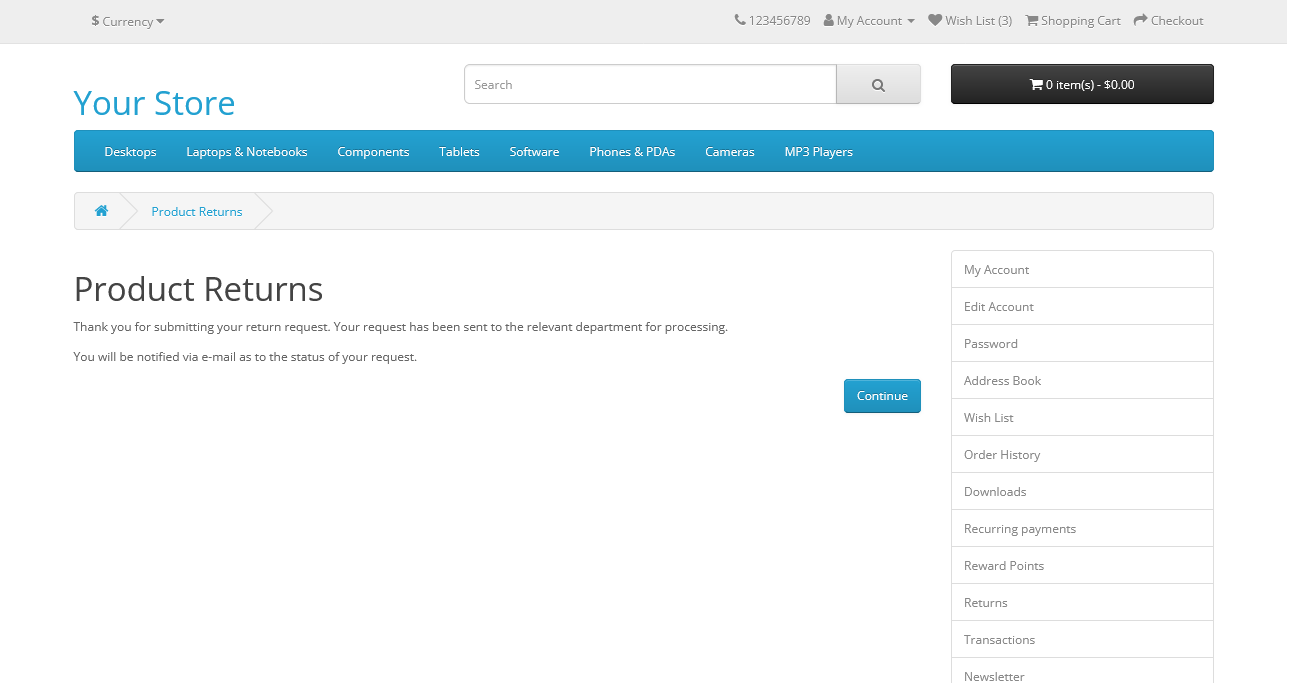 $ Currency
123456789 My Account Wish List (3) Shopping Cart Checkout
Your Store
Search
0 item(s) - $0.00
Desktops Laptops & Notebooks Components Tablets Software Phones & PDAs Cameras MP3 Players
Product Returns
Product Returns
Thank you for submitting your return request. Your request has been sent to the relevant department for processing.
You will be notified via e-mail as to the status of your request.
Continue
My Account
Edit Account
Password
Address Book
Wish List
Order History
Downloads
Recurring payments
Reward Points
Returns
Transactions
Newsletter